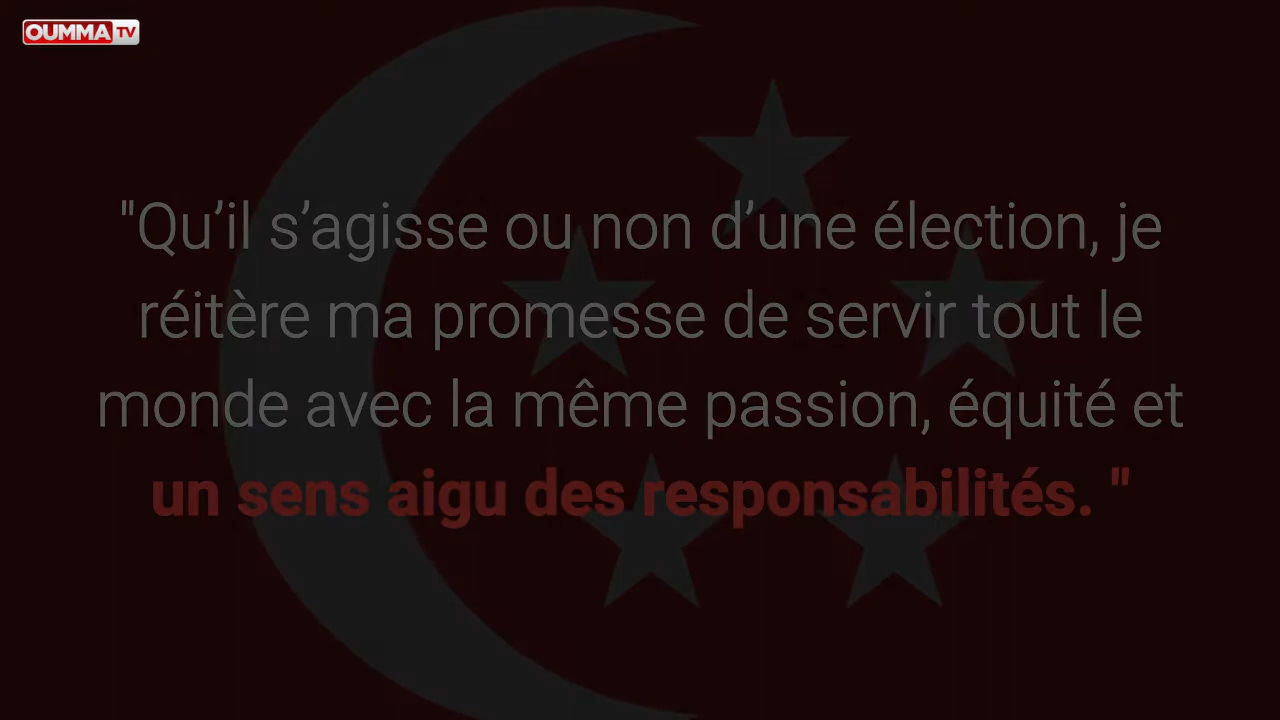 OUMMA TV
"Qu’il s’agisse ou non d’une élection, je
réitère ma promesse de servir tout le
monde avec la même passion, équité et
un sens aigu des responsabilités. "